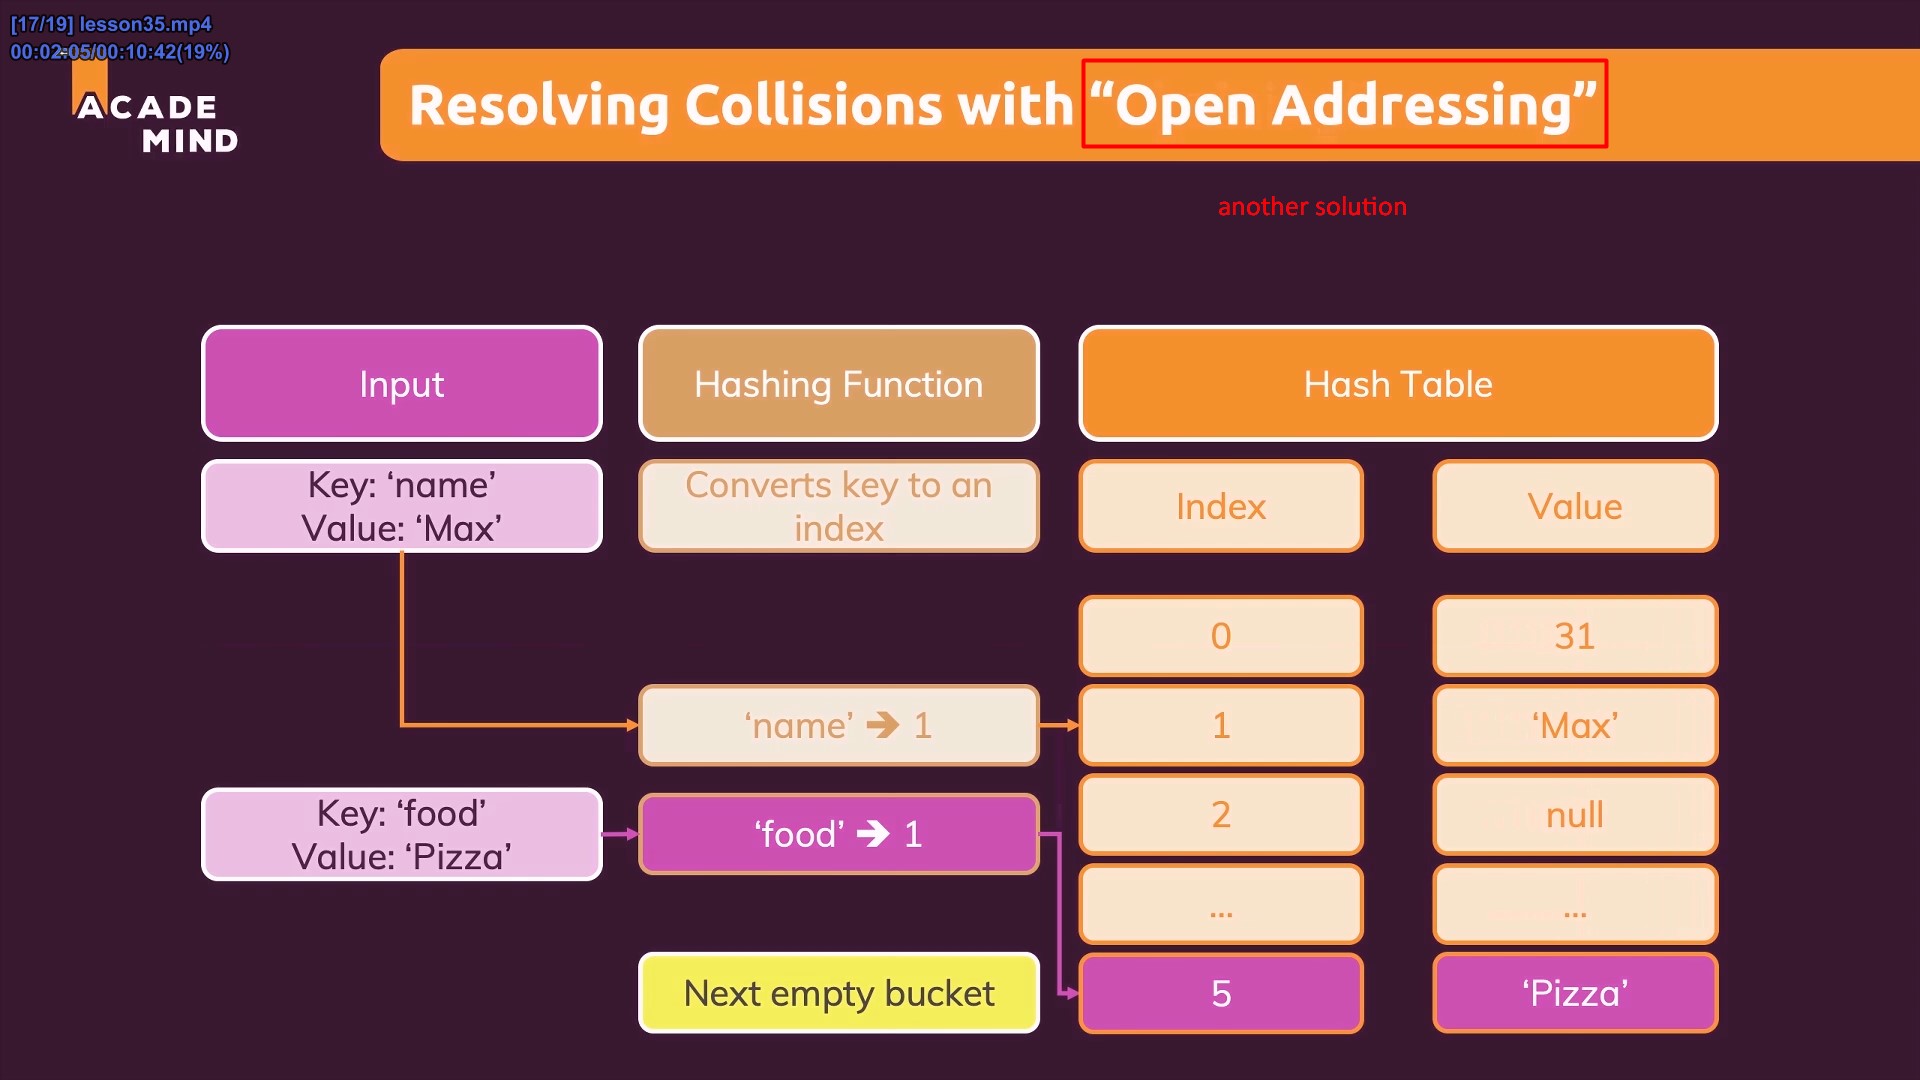 [17/19] lesson35.mp4
00:02:05/00:10:42(19%)
ACADE
MIND
Resolving Collisions with “Open Addressing”
another solution
Input
Hashing Function
Hash Table
Key: ‘name’
Value: ‘Max’
Converts key to an
index
Index
Value
0
31
‘name’ ➔ 1
1
‘Max’
Key: ‘food’
Value: ‘Pizza’
‘food’ ➔ 1
2
null
...
...
Next empty bucket
5
‘Pizza’